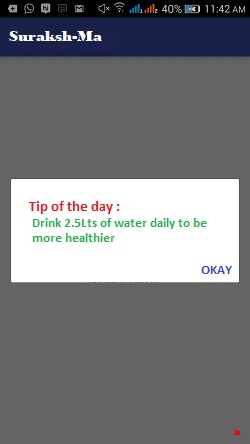 40% 11:42 AM
Suraksh-Ma
Tip of the day :
Drink 2.5Lts of water daily to be
more healthier
OKAY